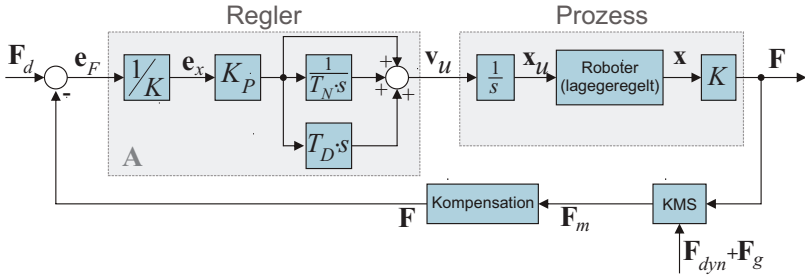 Regler
Prozess
F_d
e_F
1/K
e_x
K_P
1/(T_N·s)
T_D·s
+
+
+
-
A
v_u
1/s
x_u
Roboter
(lagegeregelt)
x
K
F
F
Kompensation
F_m
KMS
F_dyn+F_g